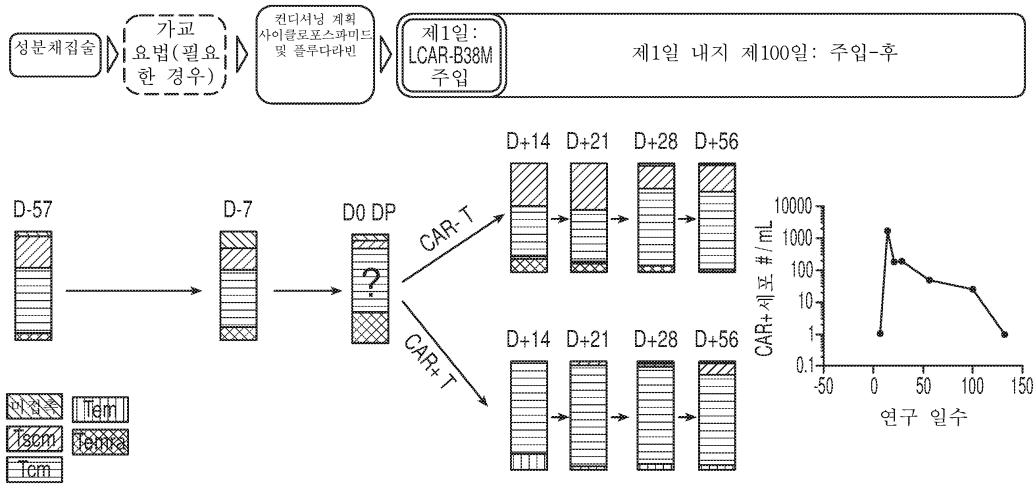 성분채집술
가교
요법(필요
한 경우)
컨디셔닝 계획
사이클로포스파미드
및 플루다라빈
제1일:
LCAR-B38M
주입
제1일 내지 제100일: 주입-후
D-57
D-7
D0 DP
?
CAR- T
CAR+ T
D+14 D+21 D+28 D+56
D+14 D+21 D+28 D+56
미접촉
Tscm
Tcm
Tem
Temra
CAR+세포 #/mL
10000
1000
100
10
1
0.1
-50 0 50 100 150
연구 일수